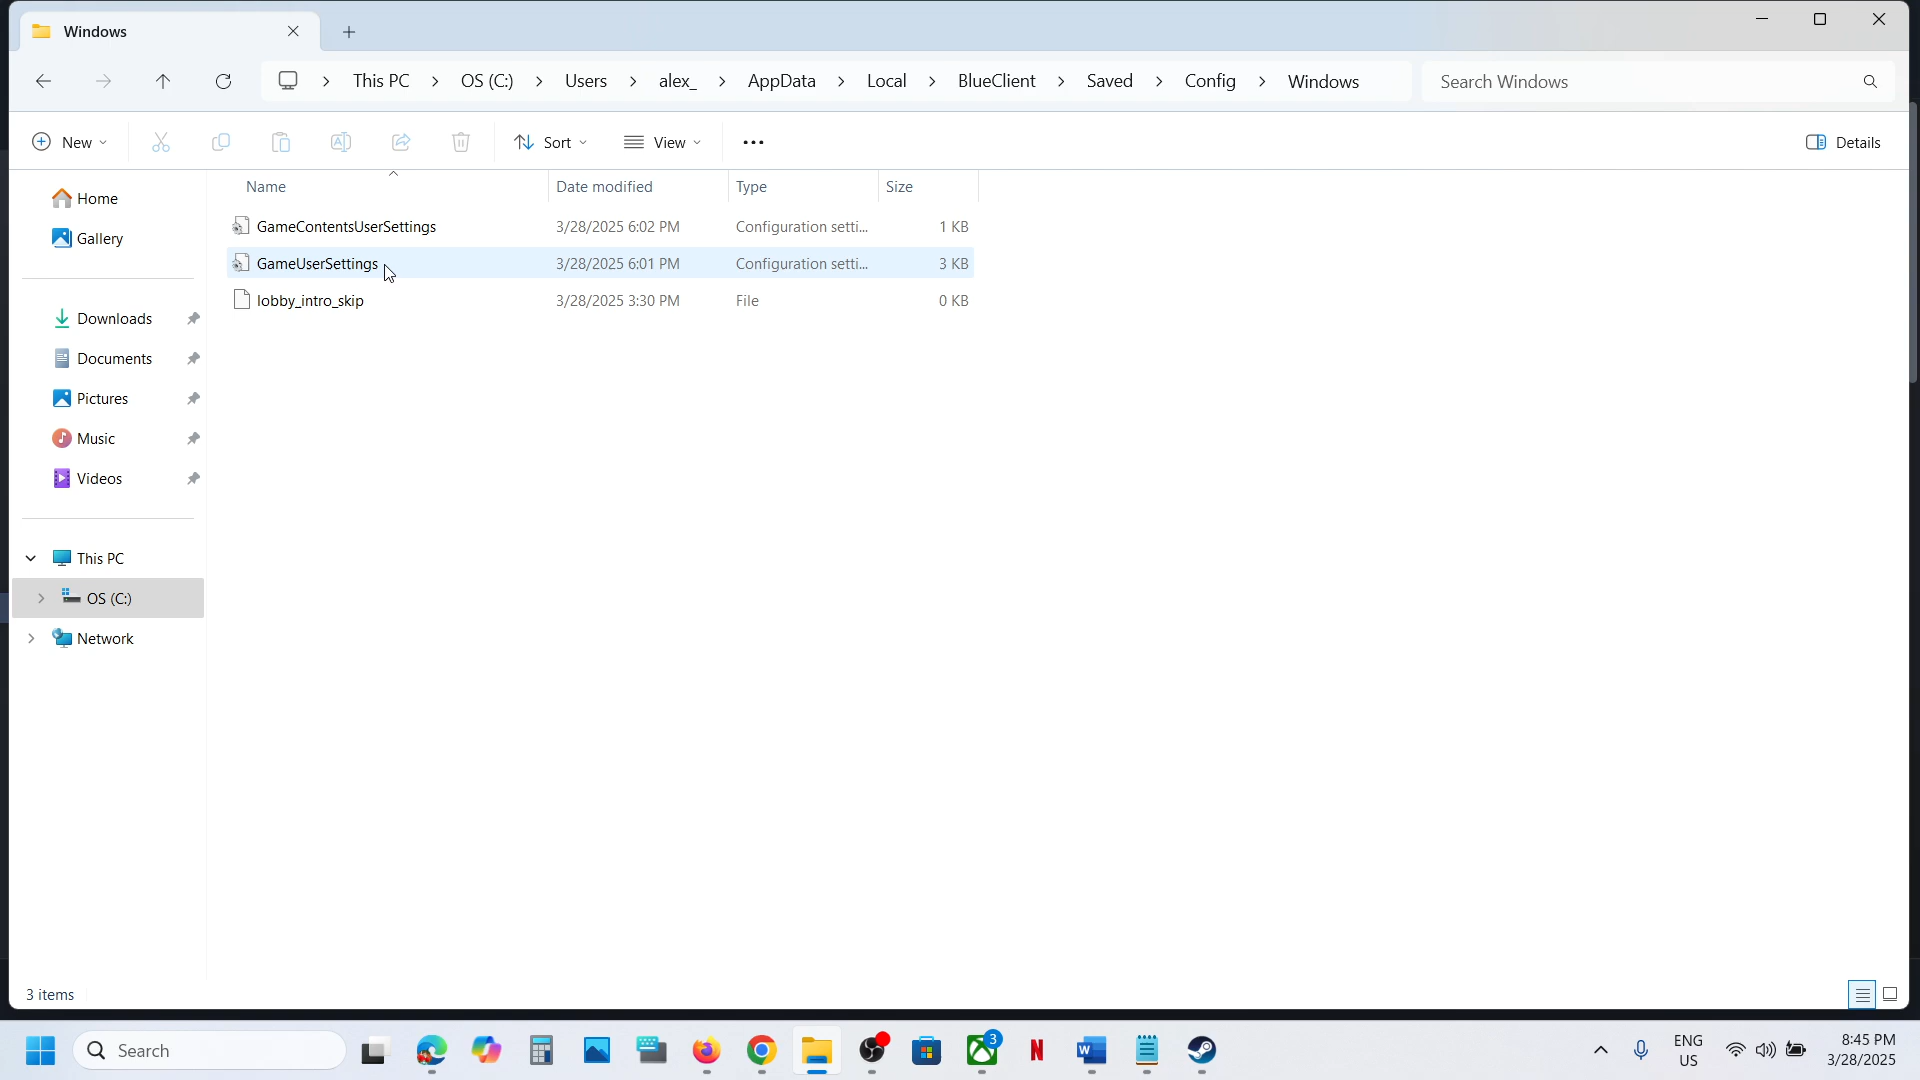 Windows
This PC > OS (C:) > Users > alex_ > AppData > Local > BlueClient > Saved > Config > Windows
Search Windows
New
Sort
View
Details
Home
Gallery
Downloads
Documents
Pictures
Music
Videos
This PC
OS (C:)
Network
Name Date modified Type Size
GameContentsUserSettings 3/28/2025 6:02 PM Configuration setti... 1 KB
GameUserSettings 3/28/2025 6:01 PM Configuration setti... 3 KB
lobby_intro_skip 3/28/2025 3:30 PM File 0 KB
3 items
Search
3
N
W
ENG
US
8:45 PM
3/28/2025